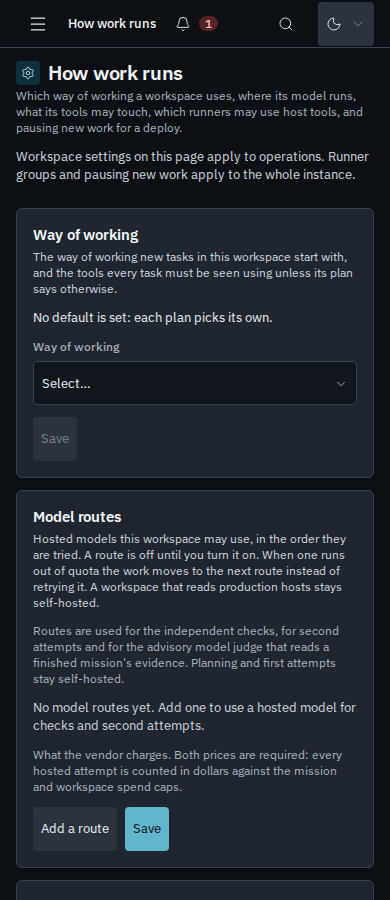 How work runs
1
How work runs
Which way of working a workspace uses, where its model runs,
what its tools may touch, which runners may use host tools, and
pausing new work for a deploy.
Workspace settings on this page apply to operations. Runner
groups and pausing new work apply to the whole instance.
Way of working
The way of working new tasks in this workspace start with,
and the tools every task must be seen using unless its plan
says otherwise.
No default is set: each plan picks its own.
Way of working
Select...
Save
Model routes
Hosted models this workspace may use, in the order they
are tried. A route is off until you turn it on. When one runs
out of quota the work moves to the next route instead of
retrying it. A workspace that reads production hosts stays
self-hosted.
Routes are used for the independent checks, for second
attempts and for the advisory model judge that reads a
finished mission's evidence. Planning and first attempts
stay self-hosted.
No model routes yet. Add one to use a hosted model for
checks and second attempts.
What the vendor charges. Both prices are required: every
hosted attempt is counted in dollars against the mission
and workspace spend caps.
Add a route
Save